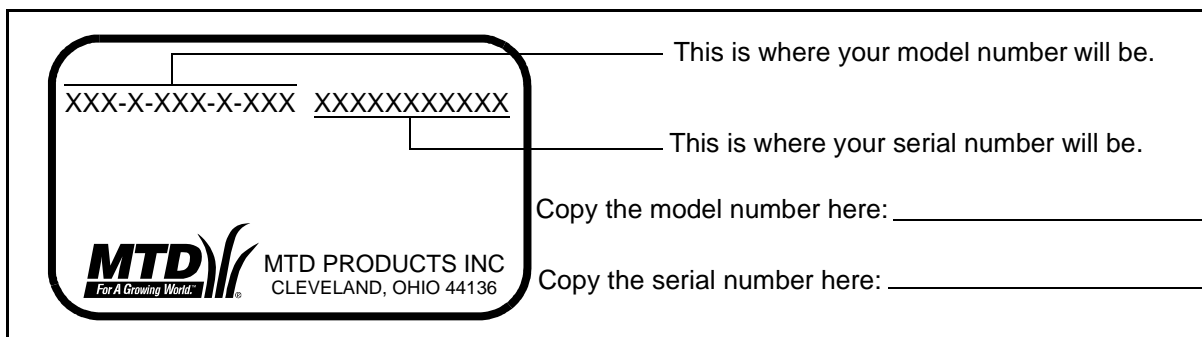 This is where your model number will be.
XXX-X-XXX-X-XXX XXXXXXXXXXX
This is where your serial number will be.
Copy the model number here:
MTD
For A Growing World.™
®
MTD PRODUCTS INC
CLEVELAND, OHIO 44136
Copy the serial number here: